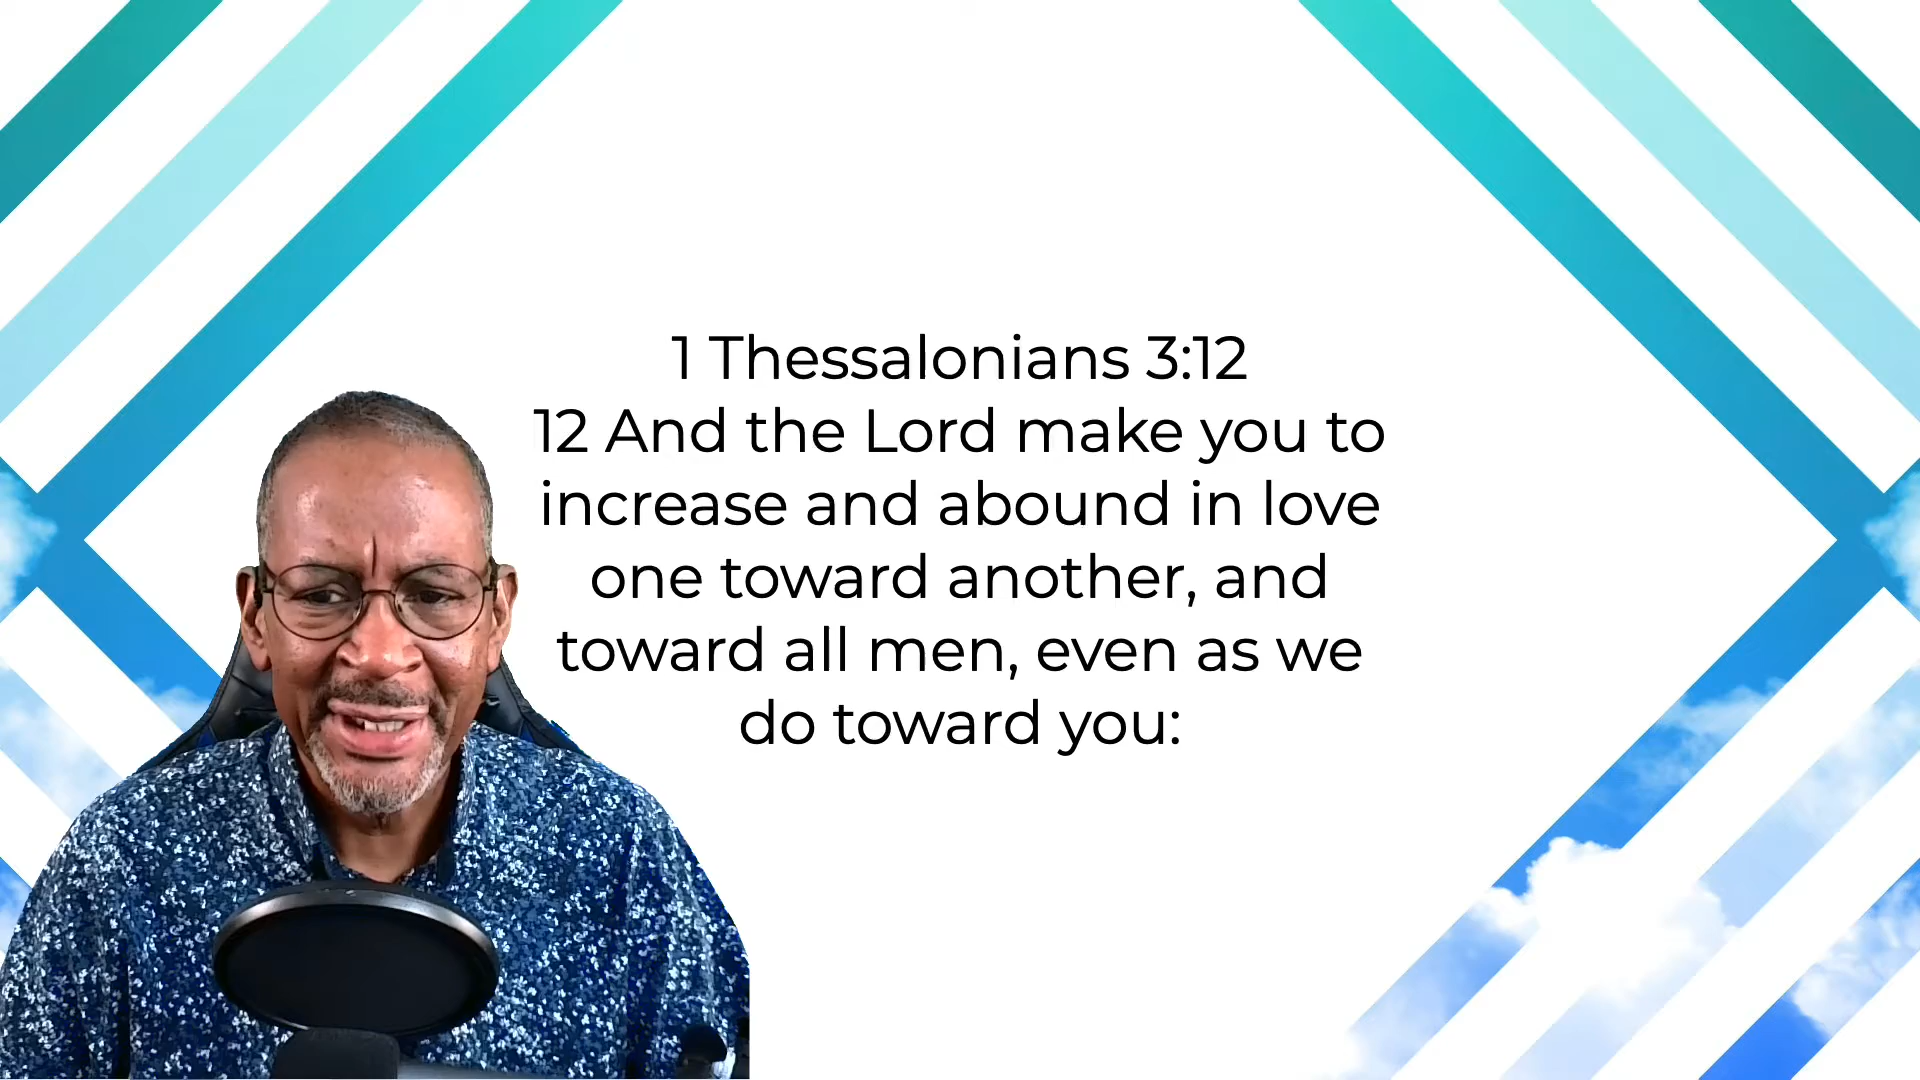 1 Thessalonians 3:12
12 And the Lord make you to
increase and abound in love
one toward another, and
toward all men, even as we
do toward you: